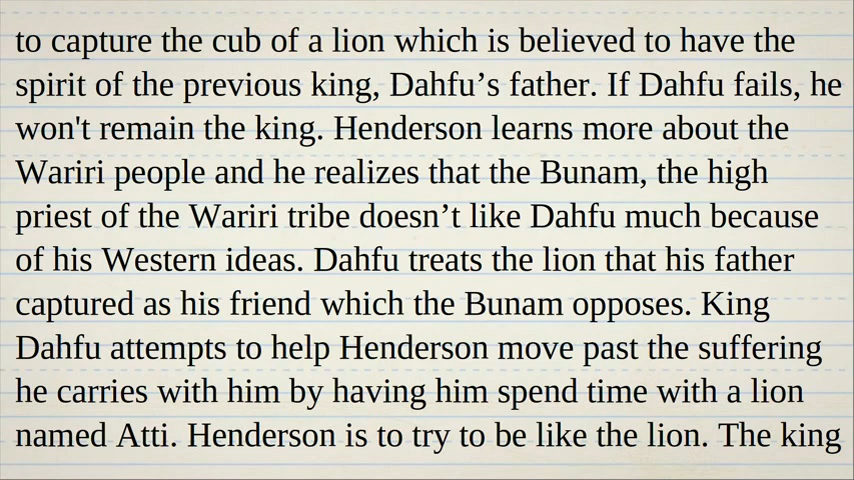 to capture the cub of a lion which is believed to have the
spirit of the previous king, Dahfu’s father. If Dahfu fails, he
won't remain the king. Henderson learns more about the
Wariri people and he realizes that the Bunam, the high
priest of the Wariri tribe doesn’t like Dahfu much because
of his Western ideas. Dahfu treats the lion that his father
captured as his friend which the Bunam opposes. King
Dahfu attempts to help Henderson move past the suffering
he carries with him by having him spend time with a lion
named Atti. Henderson is to try to be like the lion. The king